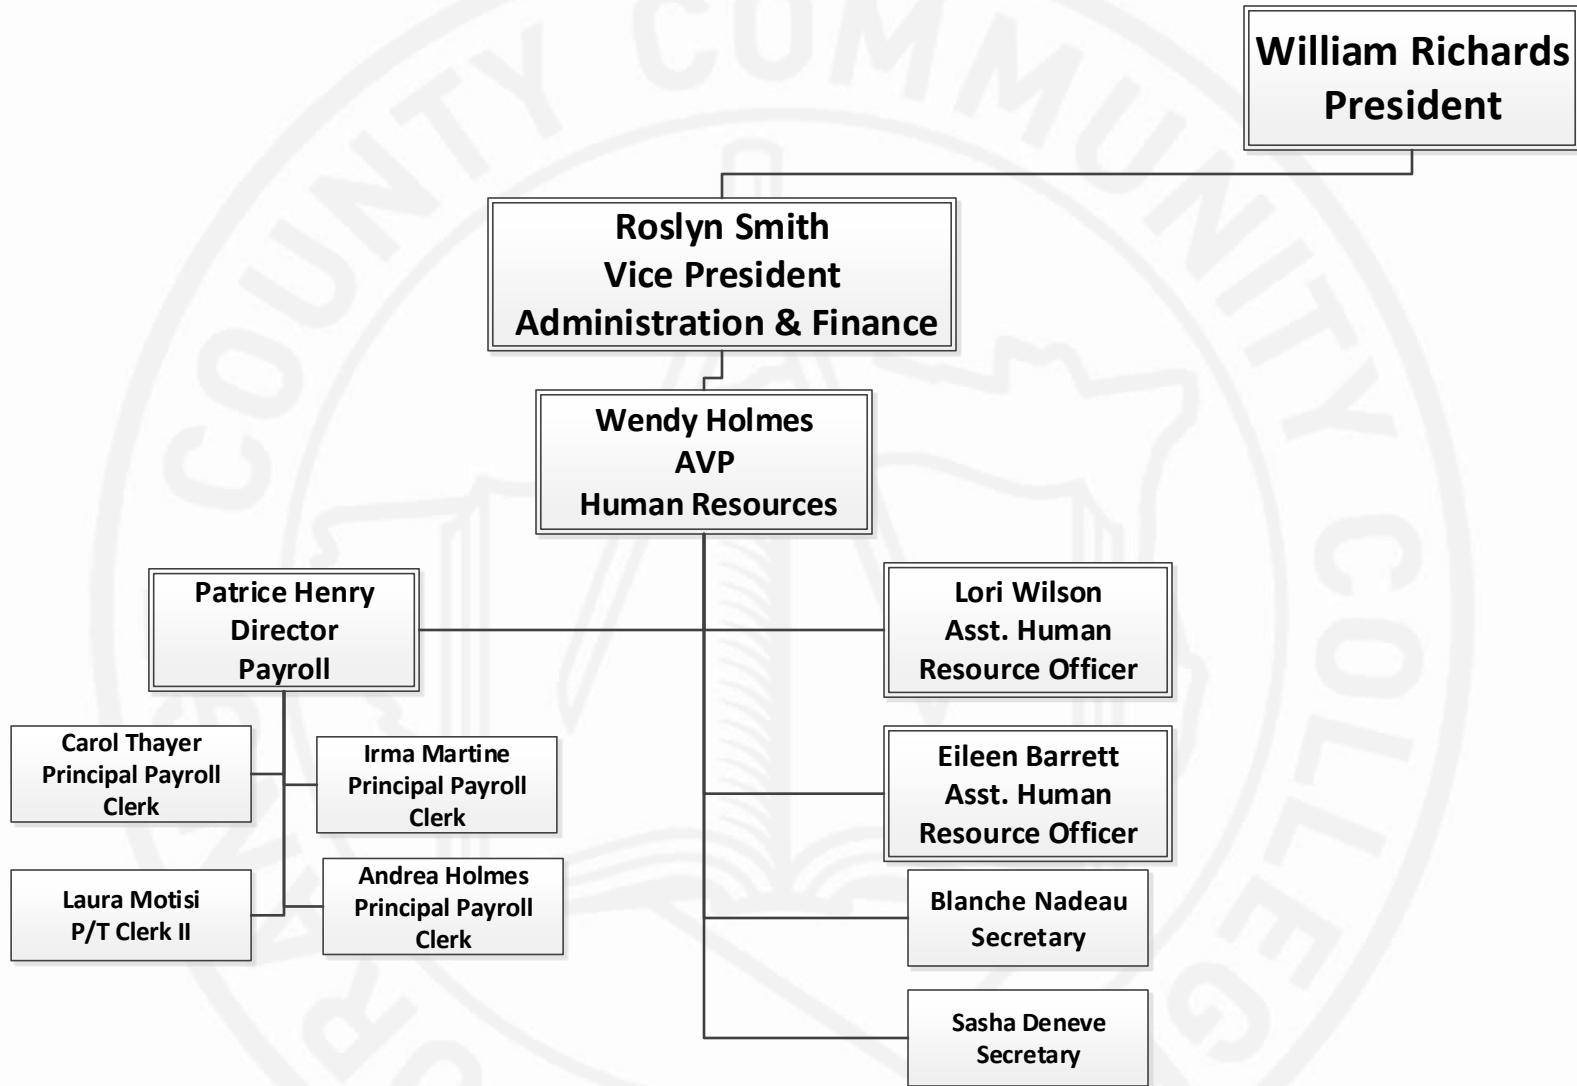 William Richards
President
Roslyn Smith
Vice President
Administration & Finance
Wendy Holmes
AVP
Human Resources
Patrice Henry
Director
Payroll
Lori Wilson
Asst. Human
Resource Officer
Carol Thayer
Principal Payroll
Clerk
Irma Martine
Principal Payroll
Clerk
Eileen Barrett
Asst. Human
Resource Officer
Laura Motisi
P/T Clerk II
Andrea Holmes
Principal Payroll
Clerk
Blanche Nadeau
Secretary
Sasha Deneve
Secretary
COUNTY COMMUNITY